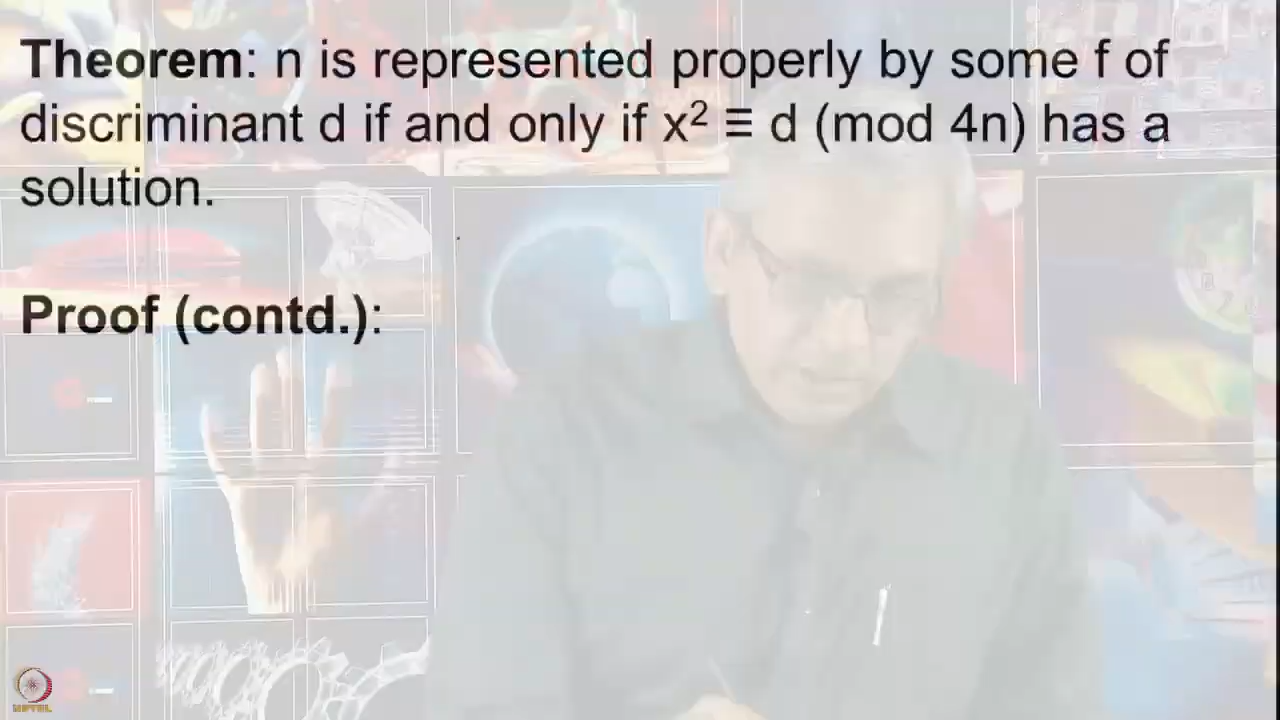 Theorem: n is represented properly by some f of
discriminant d if and only if x² ≡ d (mod 4n) has a
solution.
Proof (contd.):
NPTEL